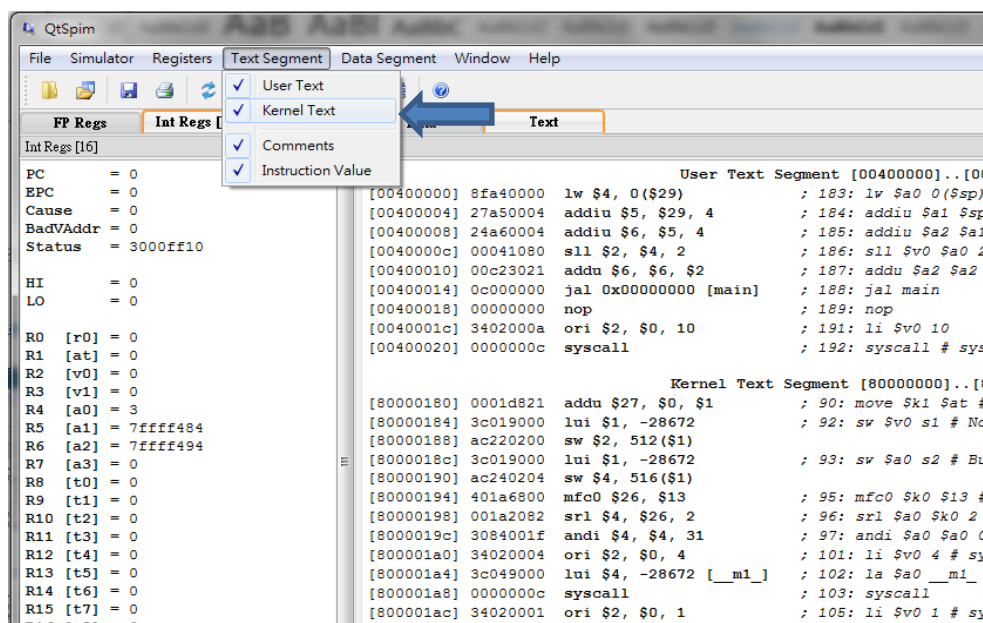 QtSpim
File Simulator Registers Text Segment Data Segment Window Help
User Text
Kernel Text
Comments
Instruction Value
FP Regs Int Regs [ Text
Int Regs [16]
PC = 0
EPC = 0
Cause = 0
BadVAddr = 0
Status = 3000ff10
HI = 0
LO = 0
R0 [r0] = 0
R1 [at] = 0
R2 [v0] = 0
R3 [v1] = 0
R4 [a0] = 3
R5 [a1] = 7ffff484
R6 [a2] = 7ffff494
R7 [a3] = 0
R8 [t0] = 0
R9 [t1] = 0
R10 [t2] = 0
R11 [t3] = 0
R12 [t4] = 0
R13 [t5] = 0
R14 [t6] = 0
R15 [t7] = 0
User Text Segment [00400000]..[00
[00400000] 8fa40000 lw $4, 0($29) ; 183: lw $a0 0($sp)
[00400004] 27a50004 addiu $5, $29, 4 ; 184: addiu $a1 $sp
[00400008] 24a60004 addiu $6, $5, 4 ; 185: addiu $a2 $a1
[0040000c] 00041080 sll $2, $4, 2 ; 186: sll $v0 $a0 2
[00400010] 00c23021 addu $6, $6, $2 ; 187: addu $a2 $a2
[00400014] 0c000000 jal 0x00000000 [main] ; 188: jal main
[00400018] 00000000 nop ; 189: nop
[0040001c] 3402000a ori $2, $0, 10 ; 191: li $v0 10
[00400020] 0000000c syscall ; 192: syscall # sys
Kernel Text Segment [80000000]..[8
[80000180] 0001d821 addu $27, $0, $1 ; 90: move $k1 $at #
[80000184] 3c019000 lui $1, -28672 ; 92: sw $v0 s1 # No
[80000188] ac220200 sw $2, 512($1)
[8000018c] 3c019000 lui $1, -28672 ; 93: sw $a0 s2 # Bu
[80000190] ac240204 sw $4, 516($1)
[80000194] 401a6800 mfc0 $26, $13 ; 95: mfc0 $k0 $13 #
[80000198] 001a2082 srl $4, $26, 2 ; 96: srl $a0 $k0 2
[8000019c] 3084001f andi $4, $4, 31 ; 97: andi $a0 $a0 0
[800001a0] 34020004 ori $2, $0, 4 ; 101: li $v0 4 # sy
[800001a4] 3c049000 lui $4, -28672 [__m1_] ; 102: la $a0 __m1_
[800001a8] 0000000c syscall ; 103: syscall
[800001ac] 34020001 ori $2, $0, 1 ; 105: li $v0 1 # sy